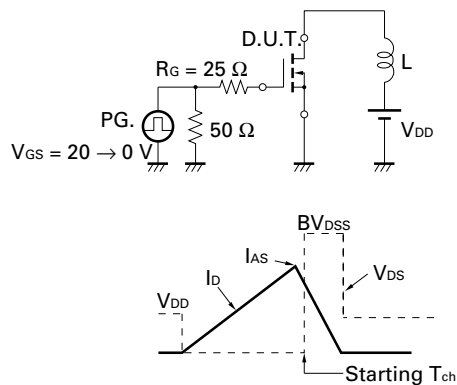 D.U.T.
RG = 25 Ω
L
PG.
50 Ω
VDD
VGS = 20 → 0 V
BVDSS
IAS
ID
VDS
VDD
Starting Tch